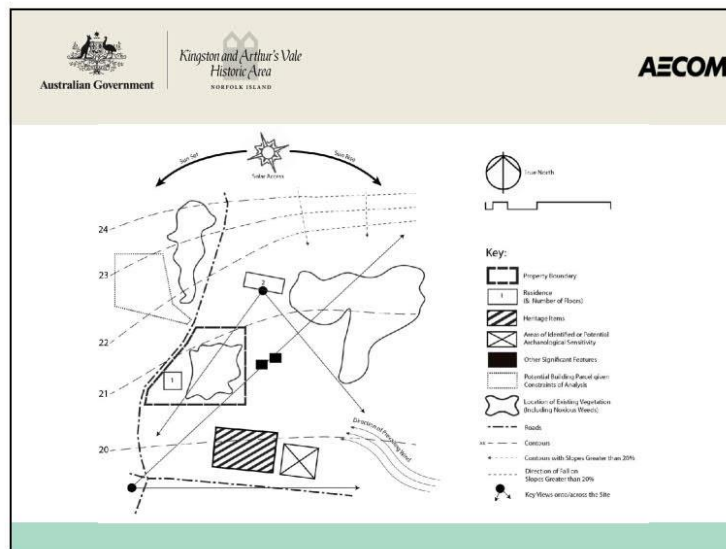 Australian Government
Kingston and Arthur's Vale
Historic Area
NORFOLK ISLAND
AECOM
Sun Set
Solar Access
Sun Rise
True North
24
23
22
21
20
2
1
Direction of Prevailing Wind
Key:
Property Boundary
1
Residence
(& Number of Floors)
Heritage Items
Areas of Identified or Potential
Archaeological Sensitivity
Other Significant Features
Potential Building Parcel given
Constraints of Analysis
Location of Existing Vegetation
(Including Noxious Weeds)
Roads
Contours
Contours with Slopes Greater than 20%
Direction of Fall on
Slopes Greater than 20%
Key Views onto/across the Site